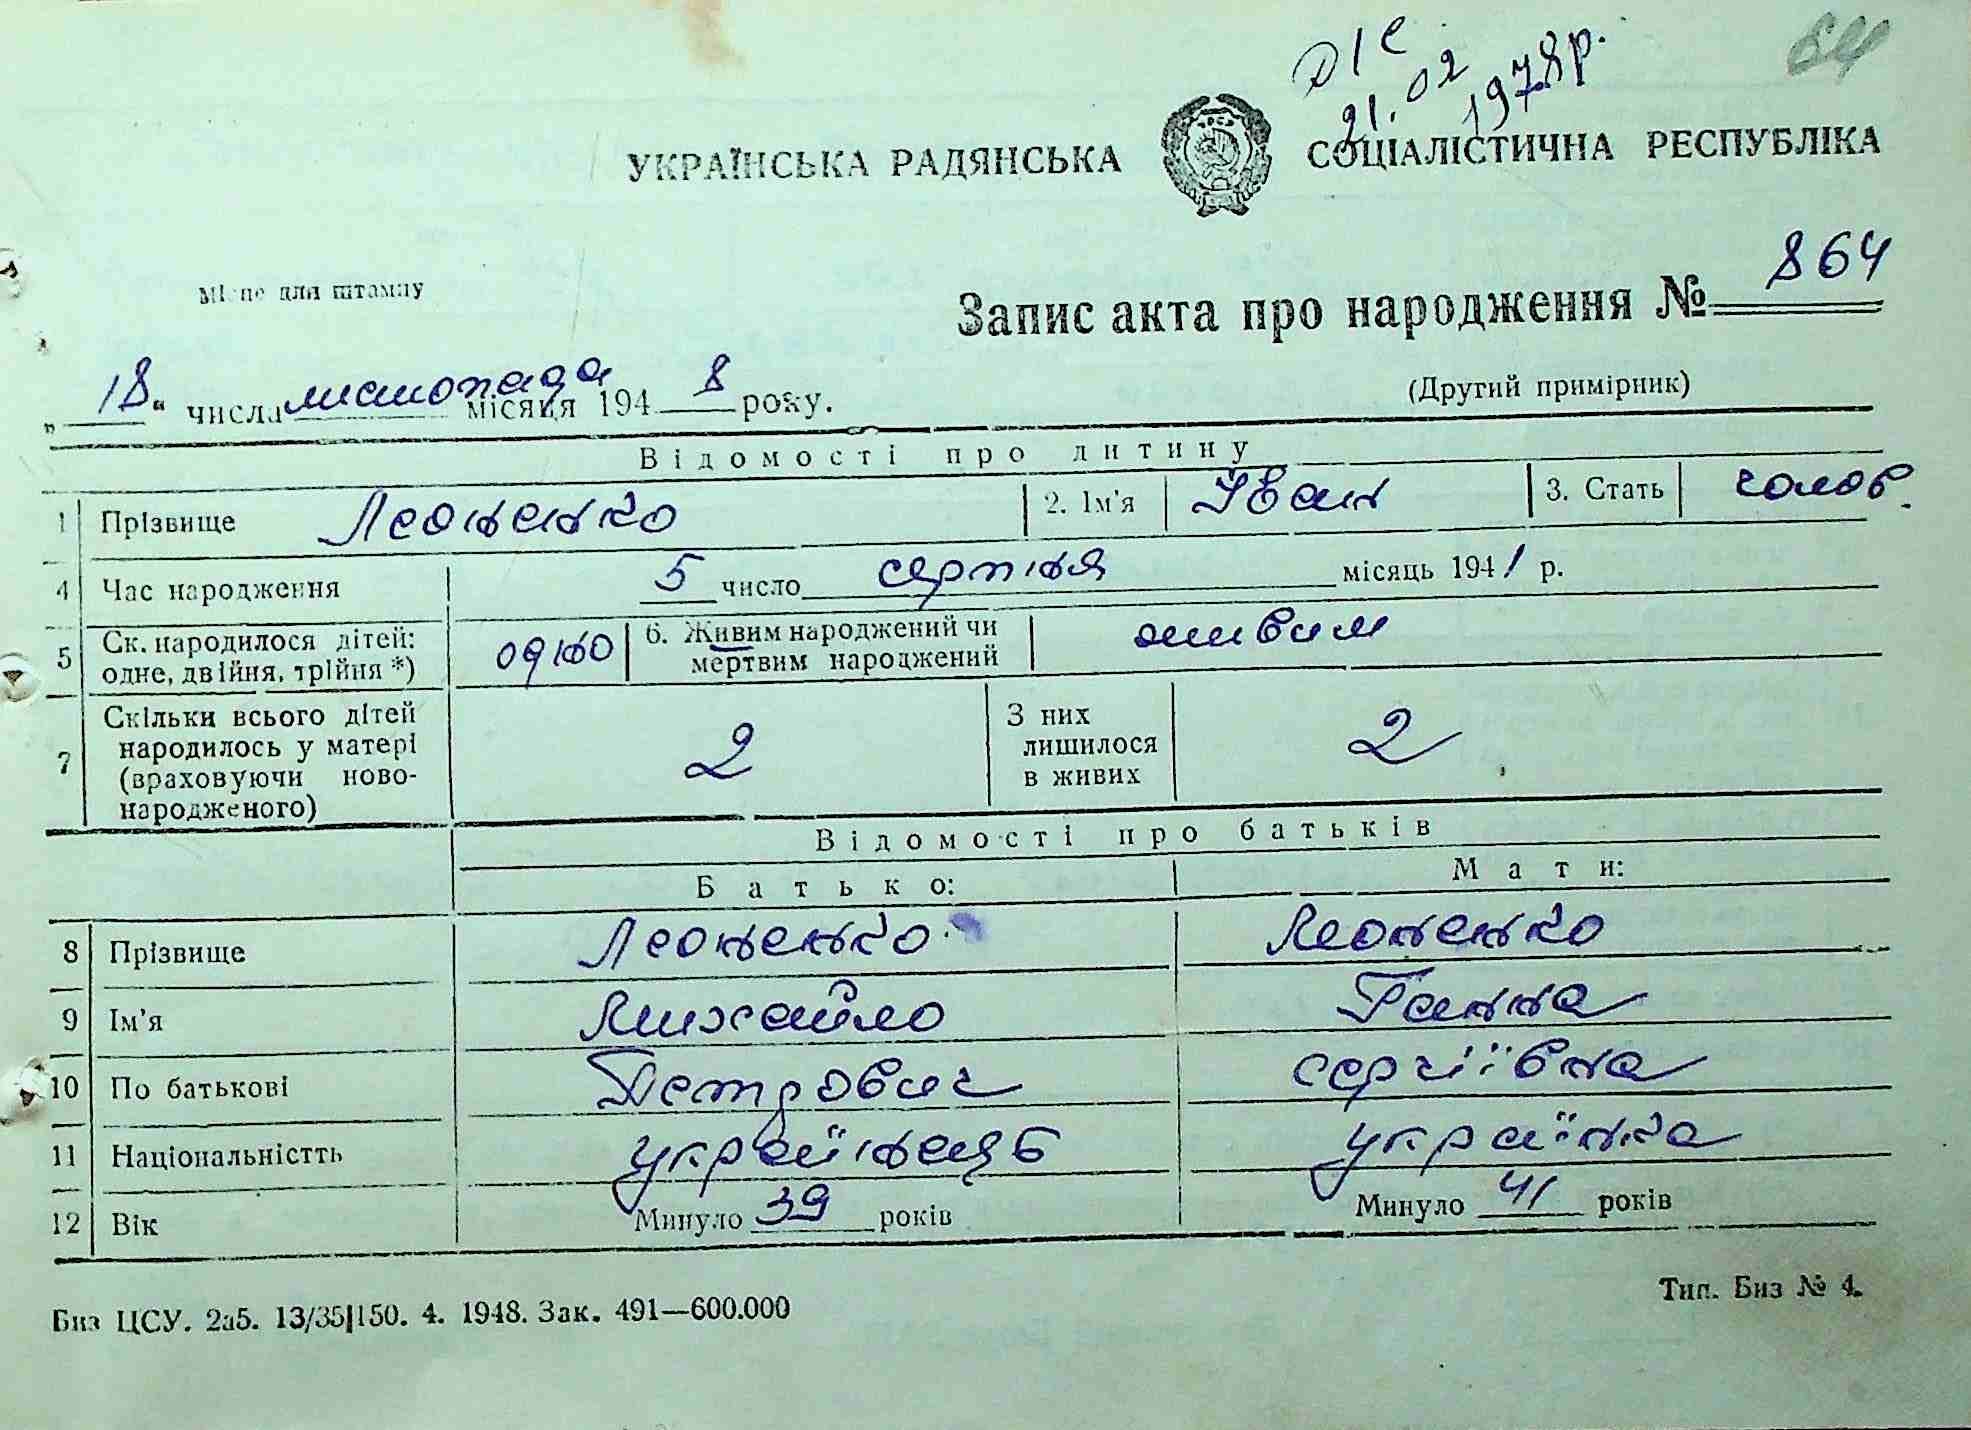 ДІС
21.02
1978р.
64
УКРАЇНСЬКА РАДЯНСЬКА СОЦІАЛІСТИЧНА РЕСПУБЛІКА
Місце для штампу
Запис акта про народження № 864
(Другий примірник)
„18“ числа листопада місяця 1948 року.
Відомості про дитину
1 Прізвище Леоненко 2. Ім'я Іван 3. Стать чолов.
4 Час народження 5 число серпня місяць 1941 р.
5 Ск. народилося дітей: одне, двійня, трійня *) одно 6. Живим народжений чи мертвим народжений живим
7 Скільки всього дітей народилось у матері (враховуючи ново-народженого) 2 З них лишилося в живих 2
Відомості про батьків
Батько: Мати:
8 Прізвище Леоненко Леоненко
9 Ім'я Михайло Ганна
10 По батькові Петрович Сергіївна
11 Національністть українець українка
12 Вік Минуло 39 років Минуло 41 років
Биз ЦСУ. 2а5. 13/35|150. 4. 1948. Зак. 491—600.000
Тип. Биз № 4.